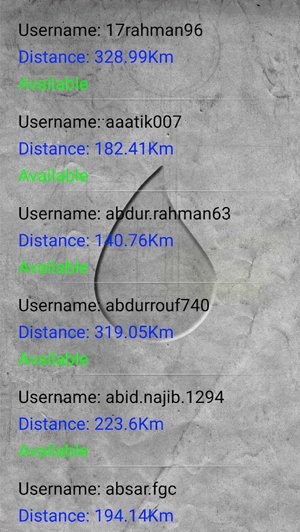 Username: 17rahman96
Distance: 328.99Km
Available
Username: aaatik007
Distance: 182.41Km
Available
Username: abdur.rahman63
Distance: 140.76Km
Available
Username: abdurrouf740
Distance: 319.05Km
Available
Username: abid.najib.1294
Distance: 223.6Km
Available
Username: absar.fgc
Distance: 194.14Km